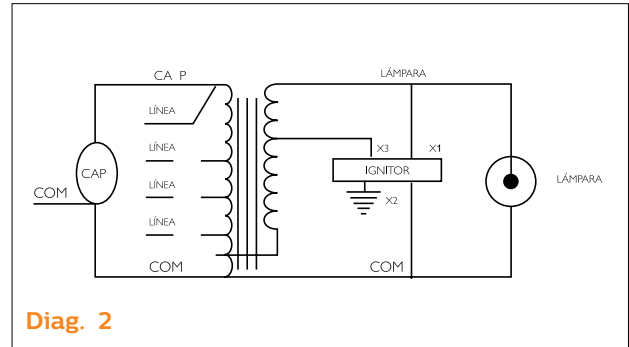 CA P
LÁMPARA
LÍNEA
LÍNEA
X3
X1
CAP
IGNITOR
LÍNEA
LÁMPARA
COM
X2
LÍNEA
COM
COM
Diag. 2